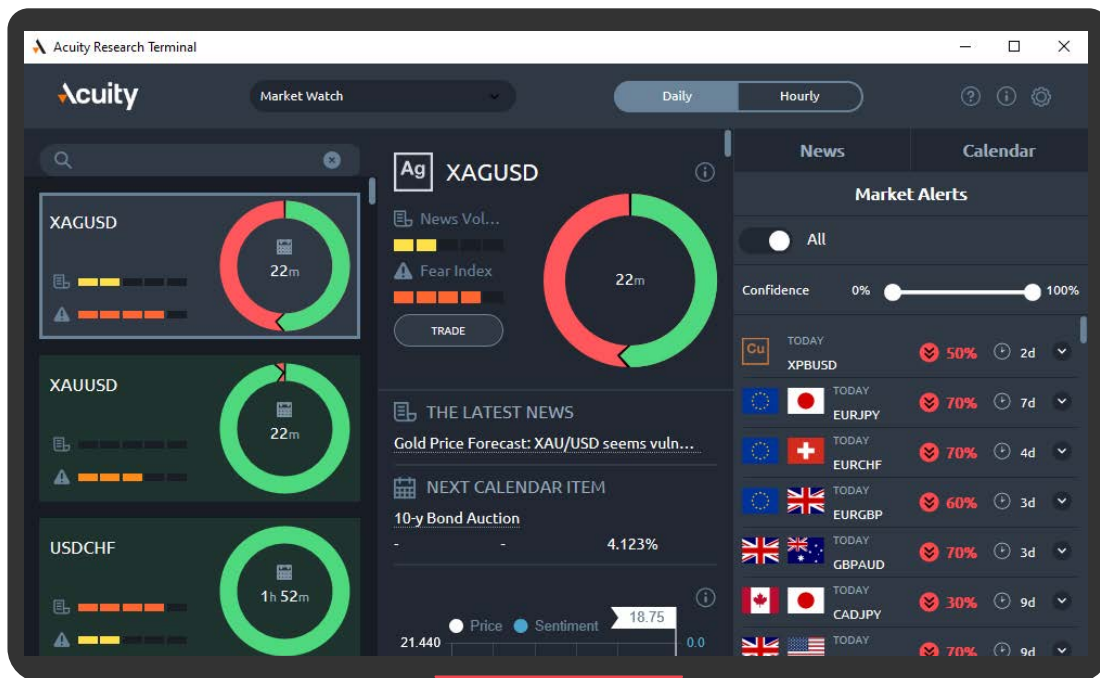 Acuity Research Terminal
Acuity
Market Watch
Daily
Hourly
XAGUSD
22m
XAUUSD
22m
USDCHF
1h 52m
Ag
XAGUSD
News Vol...
Fear Index
22m
TRADE
THE LATEST NEWS
Gold Price Forecast: XAU/USD seems vuln...
NEXT CALENDAR ITEM
10-y Bond Auction
- - 4.123%
18.75
Price Sentiment
21.440 0.0
News
Calendar
Market Alerts
All
Confidence 0% 100%
Cu
TODAY
XPBUSD
50% 2d
TODAY
EURJPY
70% 7d
TODAY
EURCHF
70% 4d
TODAY
EURGBP
60% 3d
TODAY
GBPAUD
70% 3d
TODAY
CADJPY
30% 9d
TODAY
70% 9d